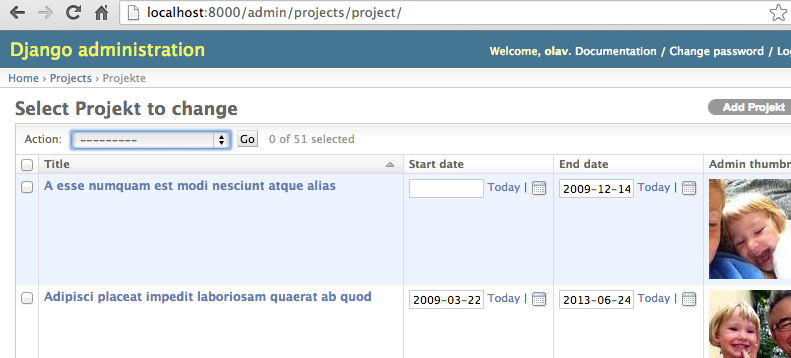 localhost:8000/admin/projects/project/
Django administration
Welcome, olav. Documentation / Change password /
Home › Projects › Projekte
Select Projekt to change
Add Projekt
Action: --------- Go 0 of 51 selected
Title Start date End date Admin
A esse numquam est modi nesciunt atque alias Today | 2009-12-14 Today |
Adipisci placeat impedit laboriosam quaerat ab quod 2009-03-22 Today | 2013-06-24 Today |